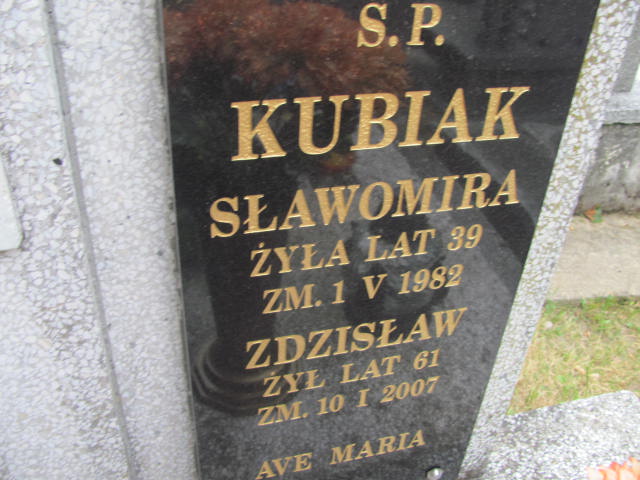 Ś.P.
KUBIAK
SŁAWOMIRA
ŻYŁA LAT 39
ZM. 1 V 1982
ZDZISŁAW
ŻYŁ LAT 61
ZM. 10 I 2007
AVE MARIA